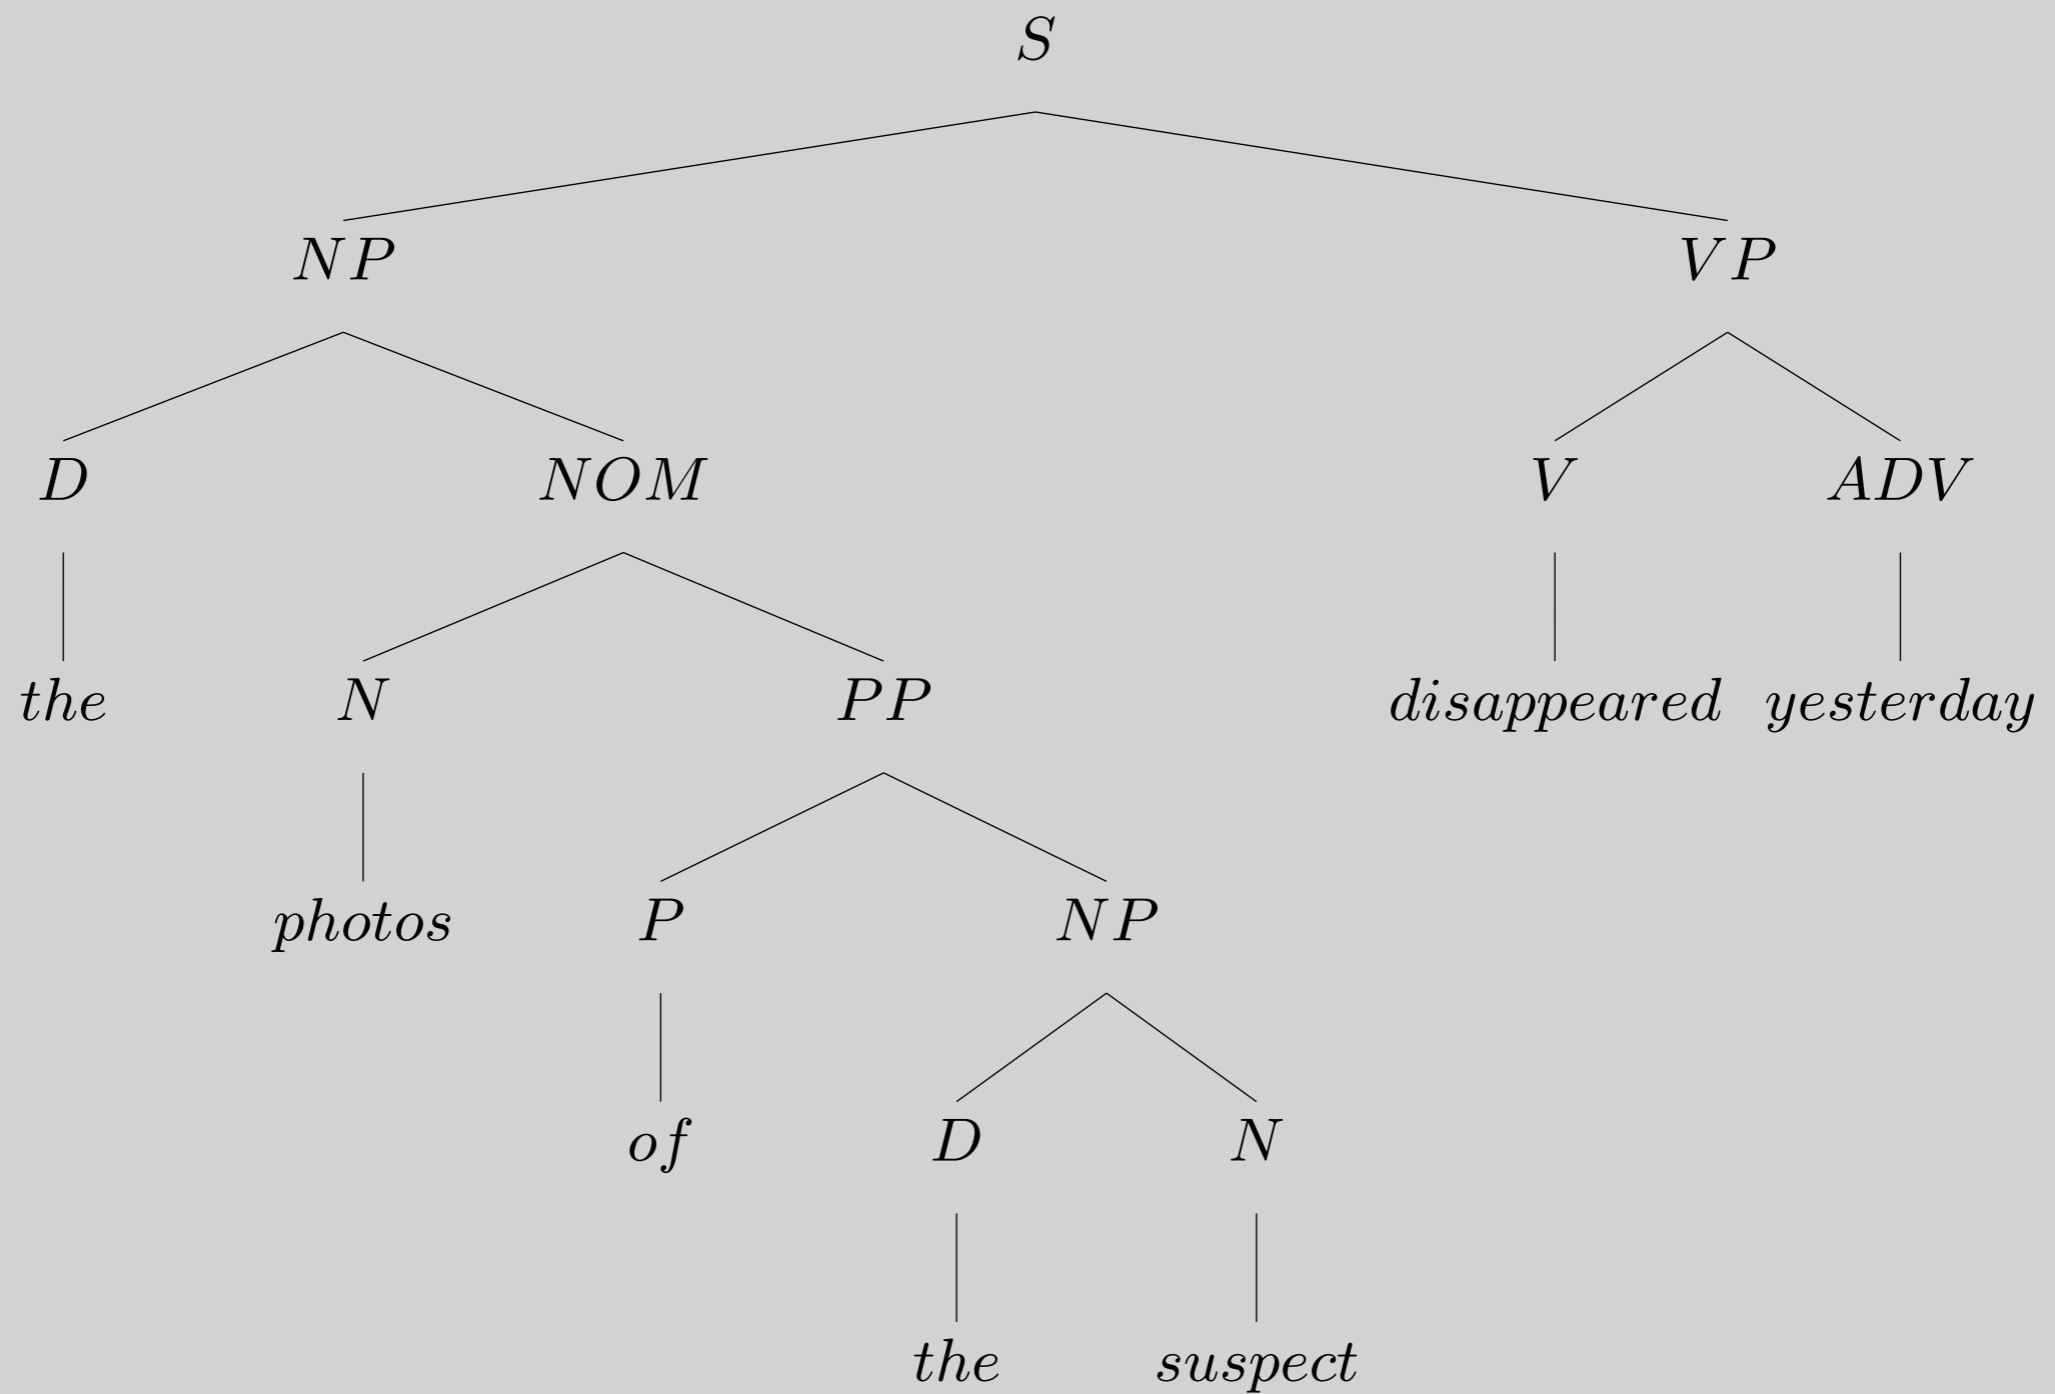 S
NP VP
D NOM V ADV
the N PP disappeared yesterday
photos P NP
of D N
the suspect